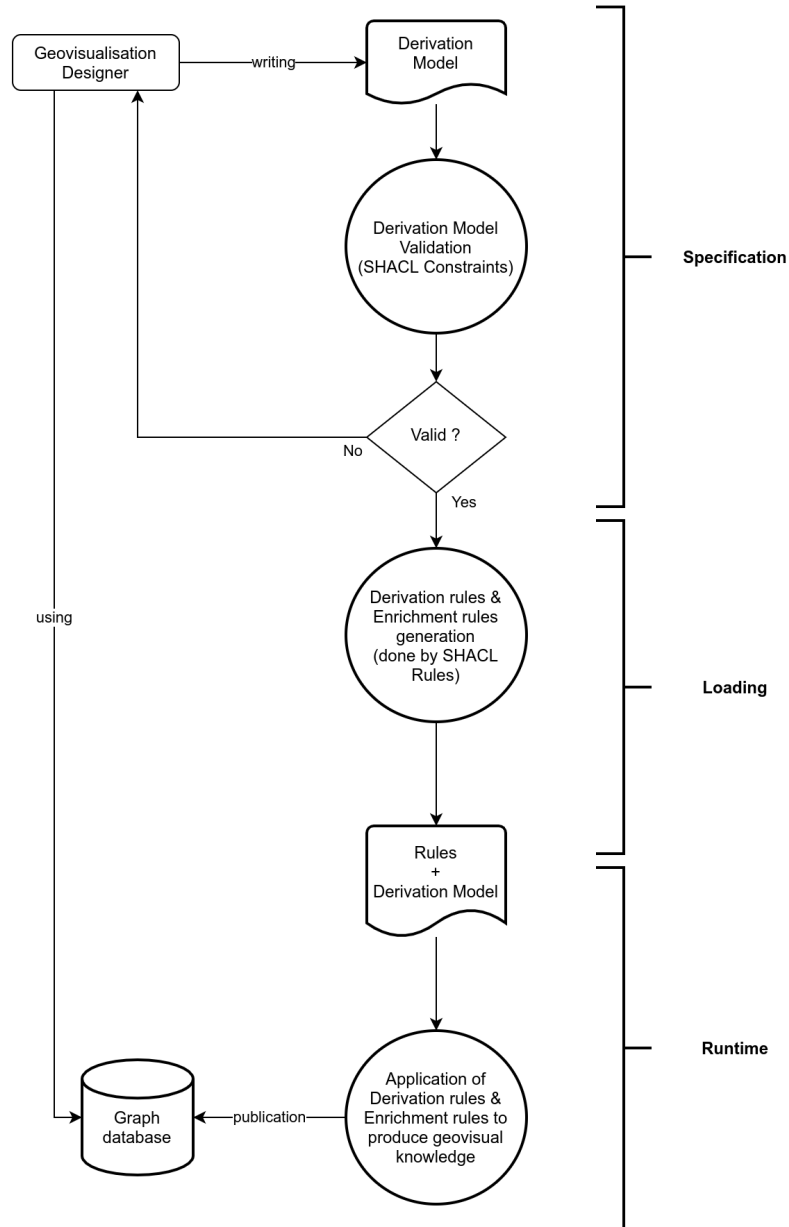 Geovisualisation
Designer
writing
Derivation
Model
Derivation Model
Validation
(SHACL Constraints)
Specification
Valid ?
No
Yes
using
Derivation rules &
Enrichment rules
generation
(done by SHACL
Rules)
Loading
Rules
+
Derivation Model
Runtime
Application of
Derivation rules &
Enrichment rules to
produce geovisual
knowledge
publication
Graph
database